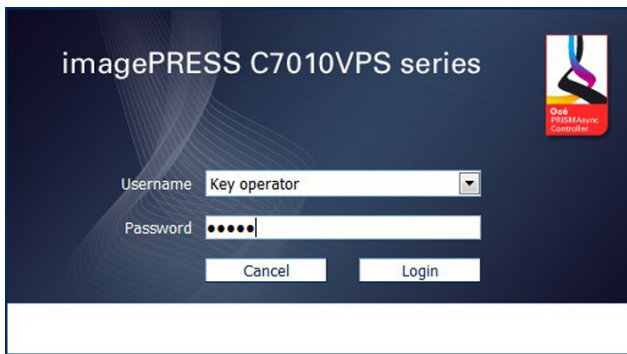 imagePRESS C7010VPS series
Océ
PRISMAsync
Controller
Username Key operator
Password •••••
Cancel Login